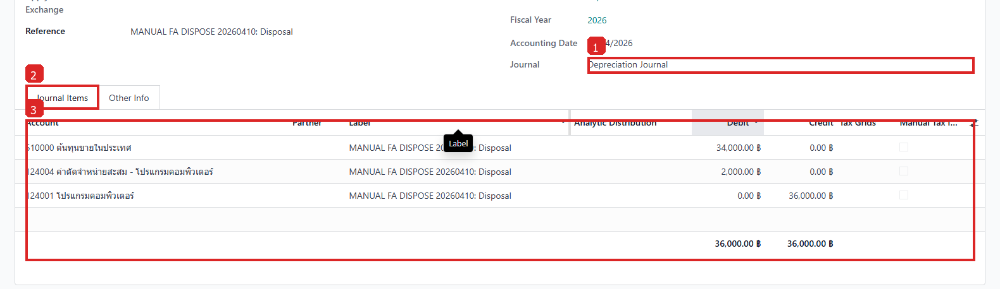 Exchange
Reference MANUAL FA DISPOSE 20260410: Disposal
Fiscal Year 2026
Accounting Date 4/2026
1
Journal Depreciation Journal
2
Journal Items Other Info
3
Account Partner Label Analytic Distribution Debit Credit Tax Grids Manual Tax I...
Label
510000 ต้นทุนขายในประเทศ MANUAL FA DISPOSE 20 0: Disposal 34,000.00 ฿ 0.00 ฿
124004 ค่าตัดจำหน่ายสะสม - โปรแกรมคอมพิวเตอร์ MANUAL FA DISPOSE 20260410: Disposal 2,000.00 ฿ 0.00 ฿
124001 โปรแกรมคอมพิวเตอร์ MANUAL FA DISPOSE 20260410: Disposal 0.00 ฿ 36,000.00 ฿
36,000.00 ฿ 36,000.00 ฿